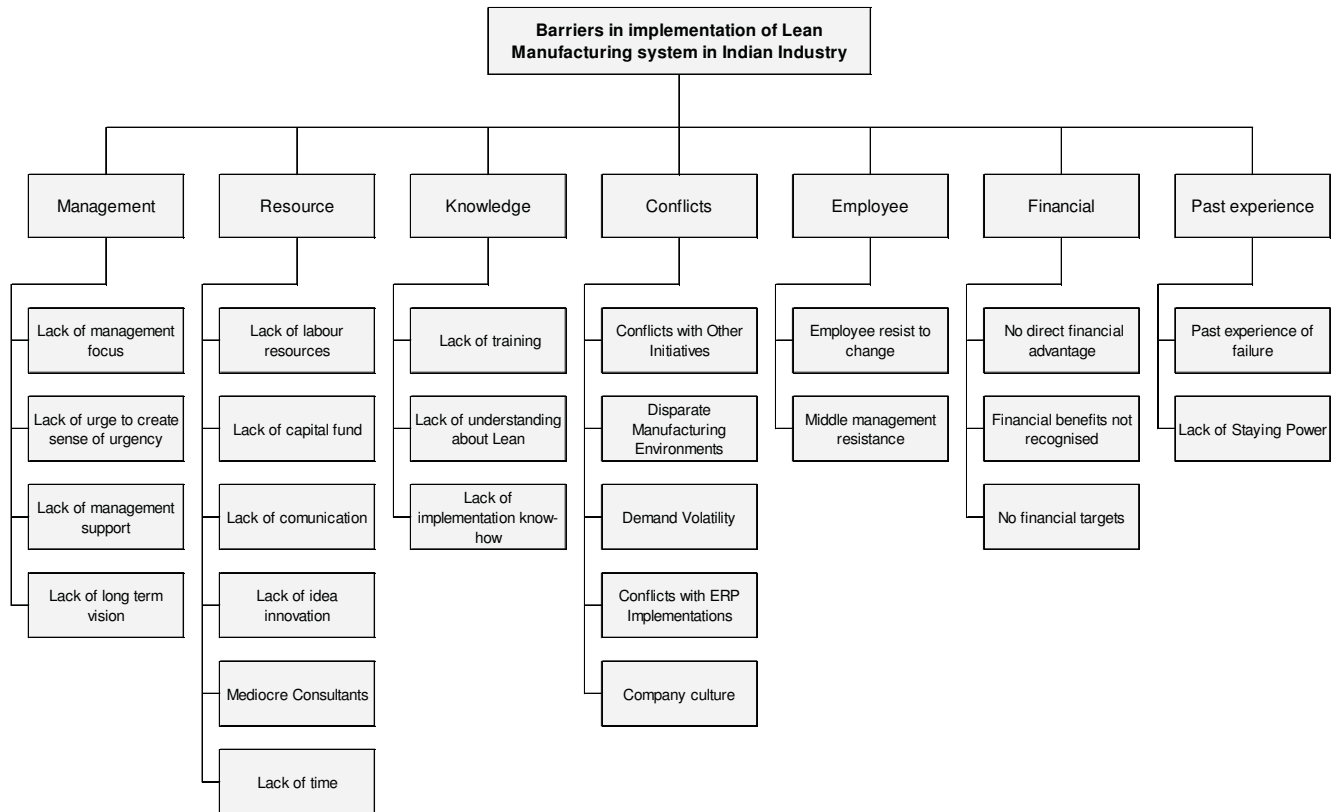 Barriers in implementation of Lean
Manufacturing system in Indian Industry
Management
Resource
Knowledge
Conflicts
Employee
Financial
Past experience
Lack of management
focus
Lack of urge to create
sense of urgency
Lack of management
support
Lack of long term
vision
Lack of labour
resources
Lack of capital fund
Lack of comunication
Lack of idea
innovation
Mediocre Consultants
Lack of time
Lack of training
Lack of understanding
about Lean
Lack of
implementation know-
how
Conflicts with Other
Initiatives
Disparate
Manufacturing
Environments
Demand Volatility
Conflicts with ERP
Implementations
Company culture
Employee resist to
change
Middle management
resistance
No direct financial
advantage
Financial benefits not
recognised
No financial targets
Past experience of
failure
Lack of Staying Power